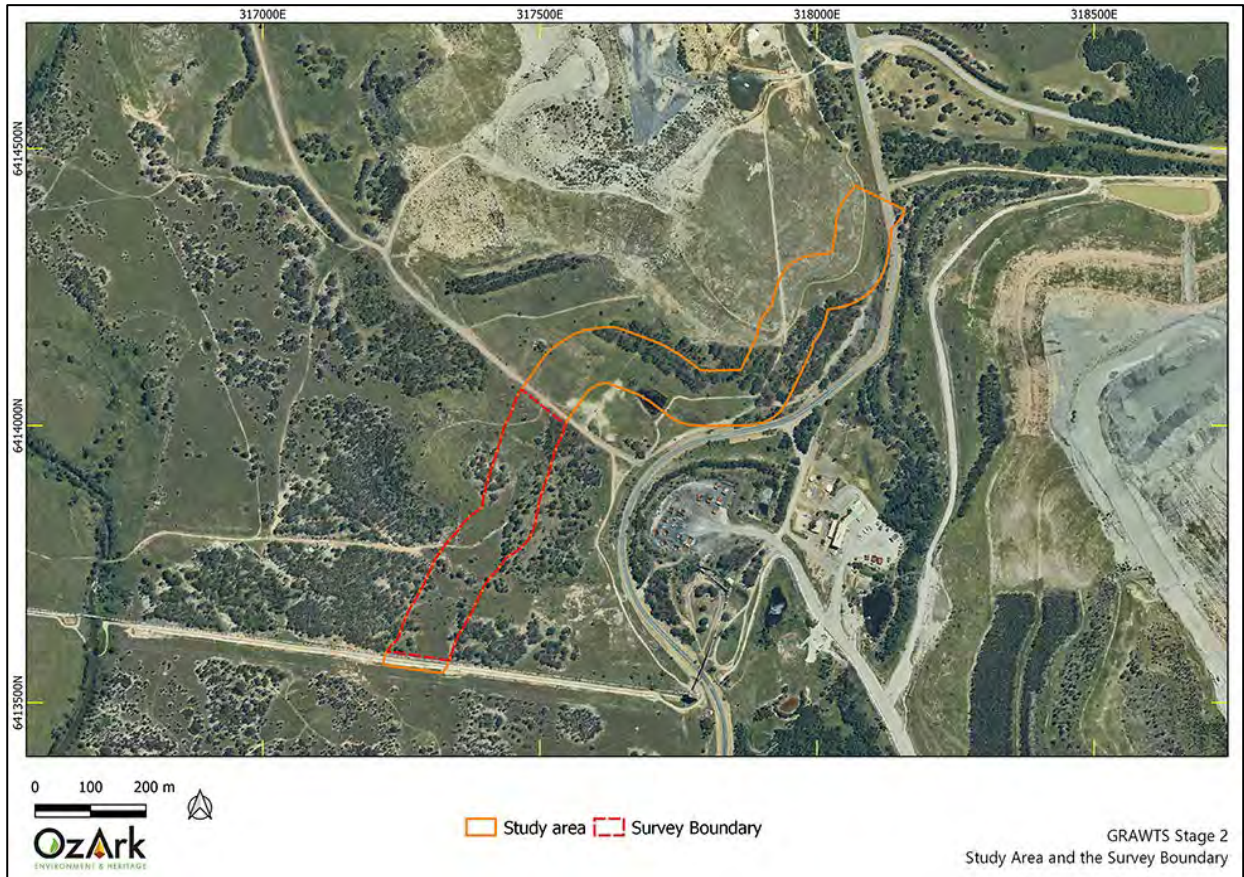 317000E
317500E
318000E
318500E
6414500N
6414000N
6413500N
0 100 200 m
Study area
Survey Boundary
OzArk
ENVIRONMENT & HERITAGE
GRAWTS Stage 2
Study Area and the Survey Boundary